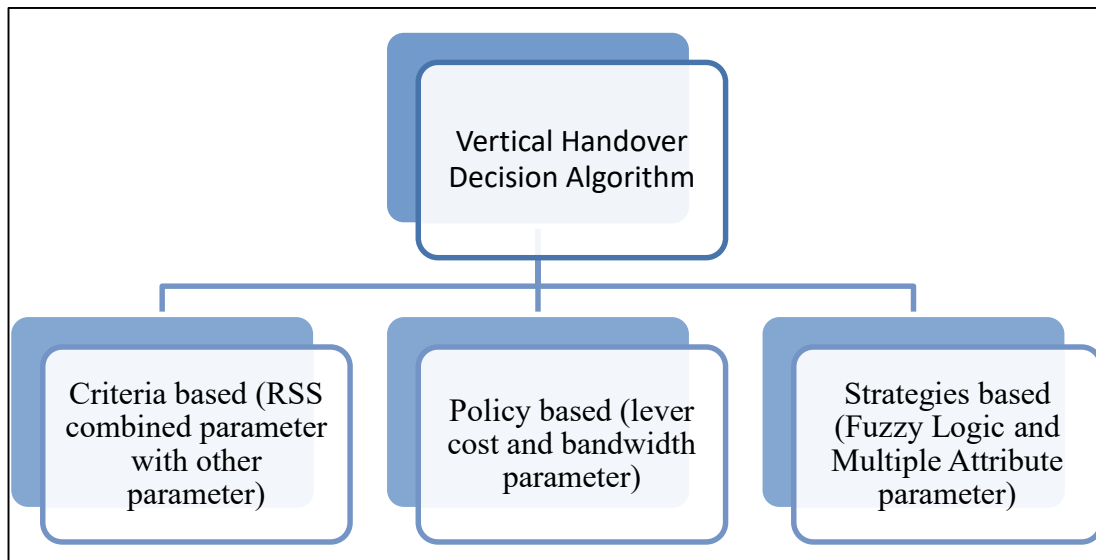 Vertical Handover
Decision Algorithm
Criteria based (RSS
combined parameter
with other
parameter)
Policy based (lever
cost and bandwidth
parameter)
Strategies based
(Fuzzy Logic and
Multiple Attribute
parameter)